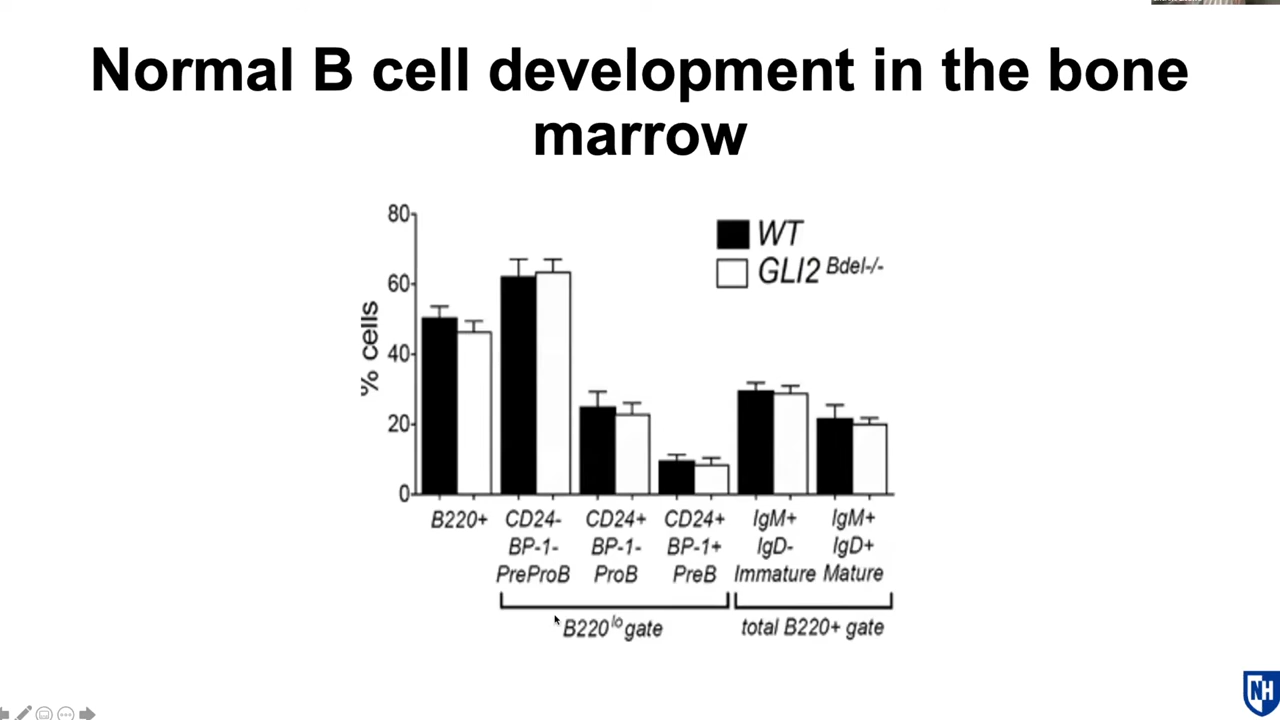 Normal B cell development in the bone
marrow
80
60
40
20
0
% cells
WT
GLI2 Bdel-/-
B220+
CD24-
BP-1-
PreProB
CD24+
BP-1-
ProB
CD24+
BP-1+
PreB
IgM+
IgD-
Immature
IgM+
IgD+
Mature
B220lo gate
total B220+ gate
NH